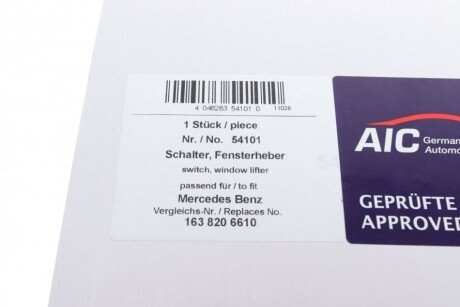 4 046283 54101 0
11028
1 Stück / piece
Nr. / No. 54101
Schalter, Fensterheber
switch, window lifter
passend für / to fit
Mercedes Benz
Vergleichs-Nr. / Replaces No.
163 820 6610
AIC
German
Automo
GEPRÜFTE
APPROVED